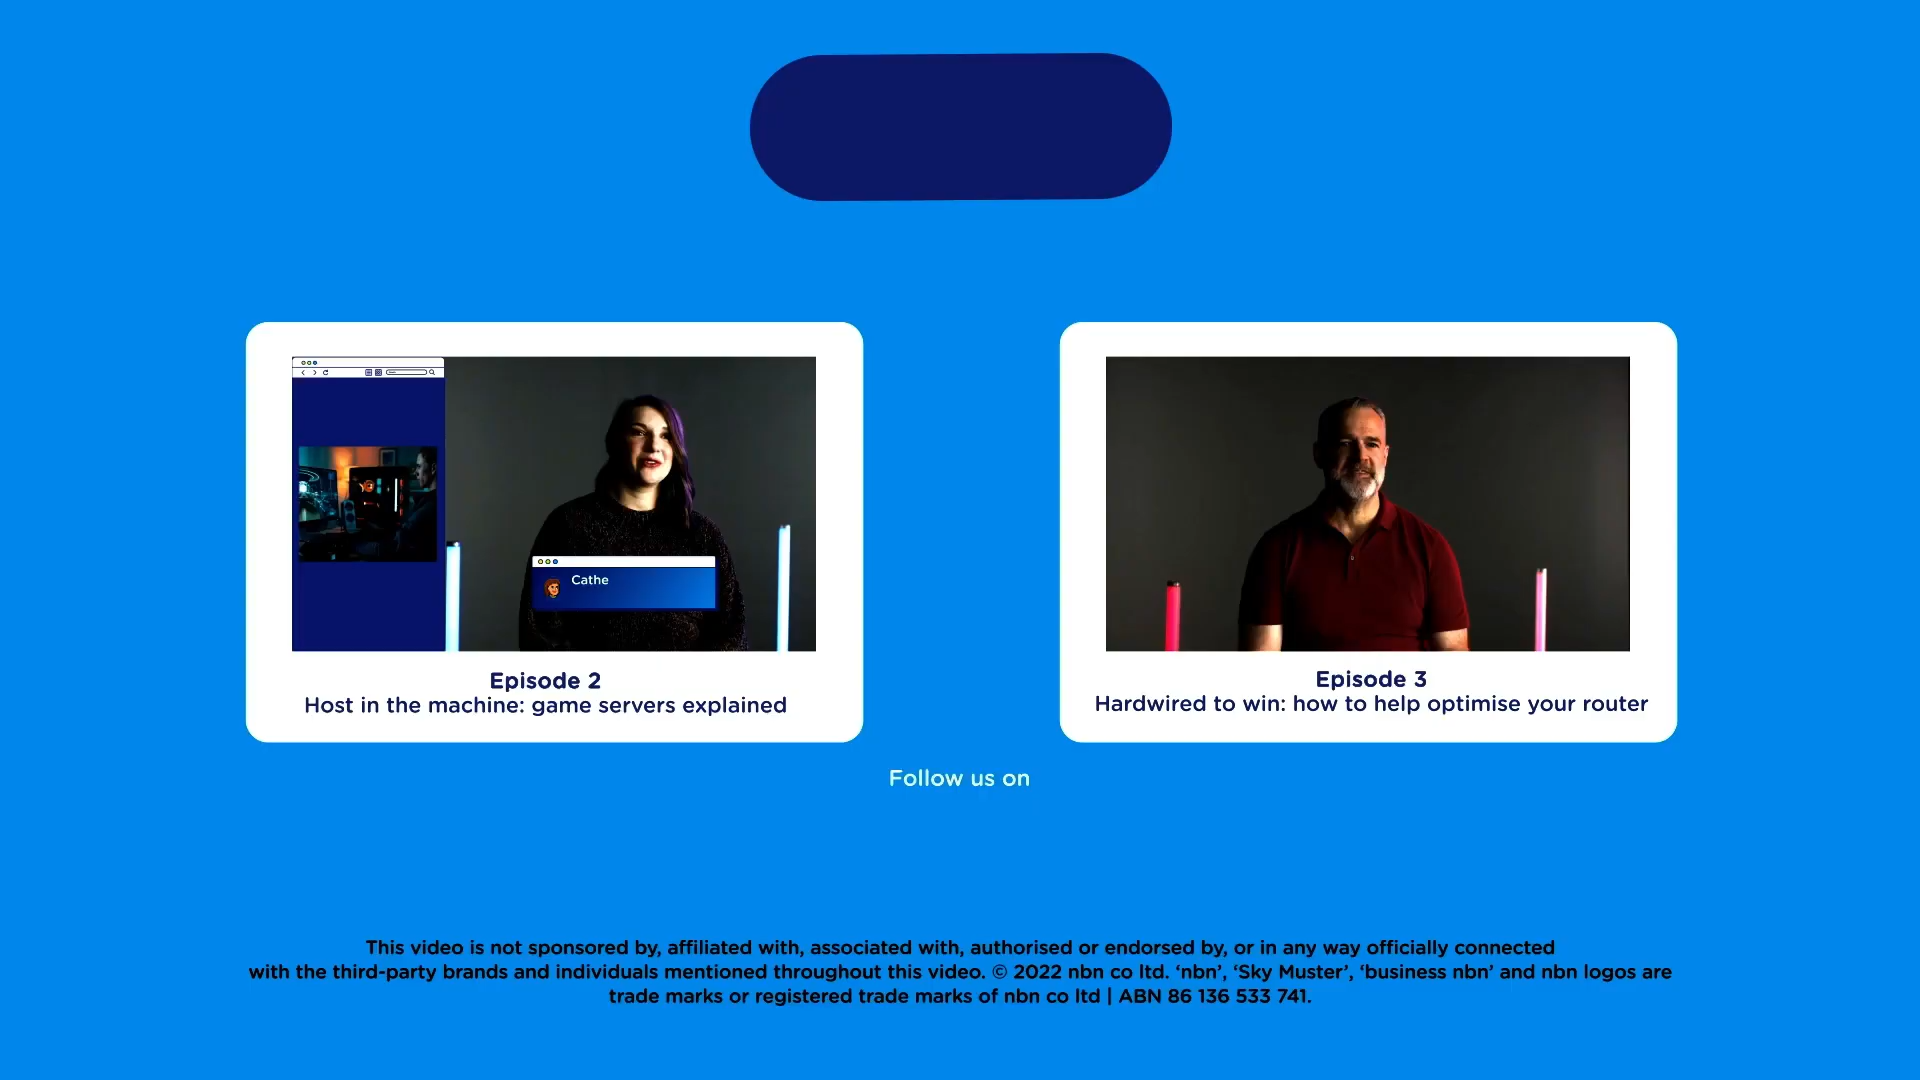 Cathe
Episode 2
Host in the machine: game servers explained
Episode 3
Hardwired to win: how to help optimise your router
Follow us on
This video is not sponsored by, affiliated with, associated with, authorised or endorsed by, or in any way officially connected
with the third-party brands and individuals mentioned throughout this video. © 2022 nbn co ltd. ‘nbn’, ‘Sky Muster’, ‘business nbn’ and nbn logos are
trade marks or registered trade marks of nbn co ltd | ABN 86 136 533 741.